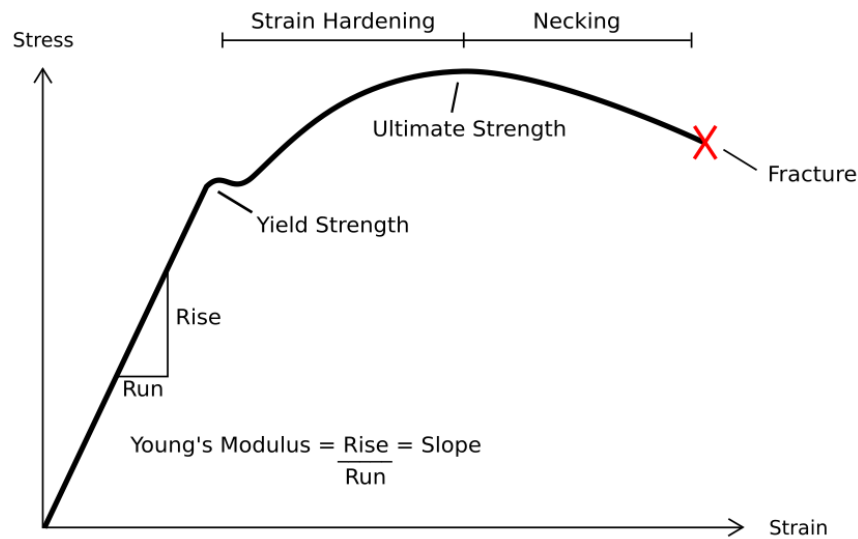 Strain Hardening
Necking
Stress
Ultimate Strength
Fracture
Yield Strength
Rise
Run
Young's Modulus = Rise = Slope
Run
Strain